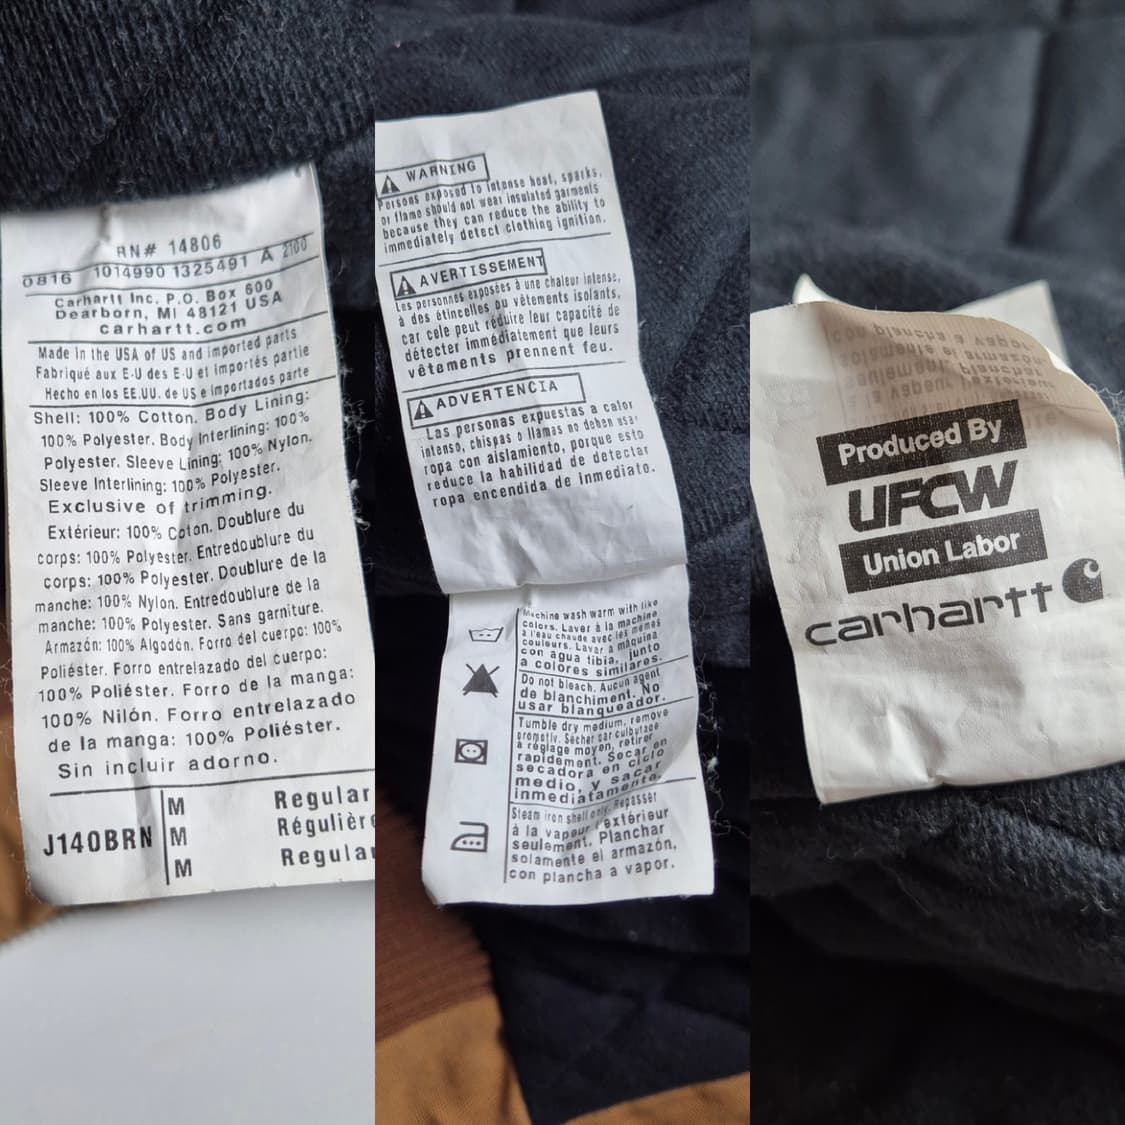 RN# 14806
0816 1014990 1325491 A 2100
Carhartt Inc. P.O. Box 600
Dearborn, MI 48121 USA
carhartt.com
Made in the USA of US and imported parts
Fabriqué aux E-U des E-U et importés partie
Hecho en los EE.UU. de US e importados parte
Shell: 100% Cotton. Body Lining:
100% Polyester. Body Interlining: 100%
Polyester. Sleeve Lining: 100% Nylon.
Sleeve Interlining: 100% Polyester.
Exclusive of trimming.
Extérieur: 100% Coton. Doublure du
corps: 100% Polyester. Entredoublure du
corps: 100% Polyester. Doublure de la
manche: 100% Nylon. Entredoublure de la
manche: 100% Polyester. Sans garniture.
Armazón: 100% Algodón. Forro del cuerpo: 100%
Poliéster. Forro entrelazado del cuerpo:
100% Poliéster. Forro de la manga:
100% Nilón. Forro entrelazado
de la manga: 100% Poliéster.
Sin incluir adorno.
J140BRN
M Regular
M Régulière
M Regular
WARNING
Persons exposed to intense heat, sparks,
or flame should not wear insulated garments
because they can reduce the ability to
immediately detect clothing ignition.
AVERTISSEMENT
Les personnes exposées à une chaleur intense,
à des étincelles ou vêtements isolants,
car cele peut réduire leur capacité de
détecter immédiatement que leurs
vêtements prennent feu.
ADVERTENCIA
Las personas expuestas a calor
intenso, chispas o llamas no deben usar
ropa con aislamiento, porque esto
reduce la habilidad de detectar
ropa encendida de Inmediato.
Machine wash warm with like
colors. Laver à la machine
à l'eau chaude avec les mêmes
couleurs. Lavar a máquina
con agua tibia, junto
a colores similares.
Do not bleach. Aucun agent
de blanchiment. No
usar blanqueador.
Tumble dry medium, remove
promptly. Sécher par culbutage
à réglage moyen, retirer
rapidement. Secar en
secadora en ciclo
medio, y sacar
inmediatamente.
Steam iron shell only. Repasser
à la vapeur l'extérieur
seulement. Planchar
solamente el armazón,
con plancha a vapor.
Produced By
UFCW
Union Labor
carhartt